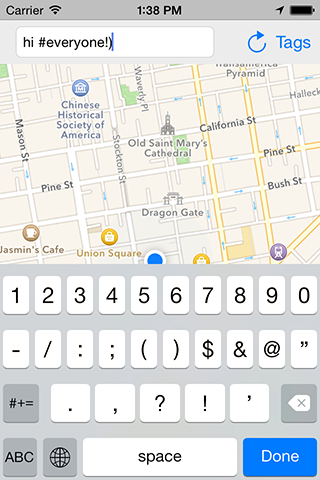 Carrier 1:38 PM
hi #everyone!)
Tags
Transamerica
Pyramid
Waverly Pl
Halleck
Chinese
Historical
Society of
America
California St
Mason St
Stockton St
Old Saint Mary's
Cathedral
Pine St
Pine St
Bush St
Dragon Gate
Jasmin's Cafe
Union Square
1 2 3 4 5 6 7 8 9 0
- / : ; ( ) $ & @ ”
#+= . , ? ! ’
ABC space Done